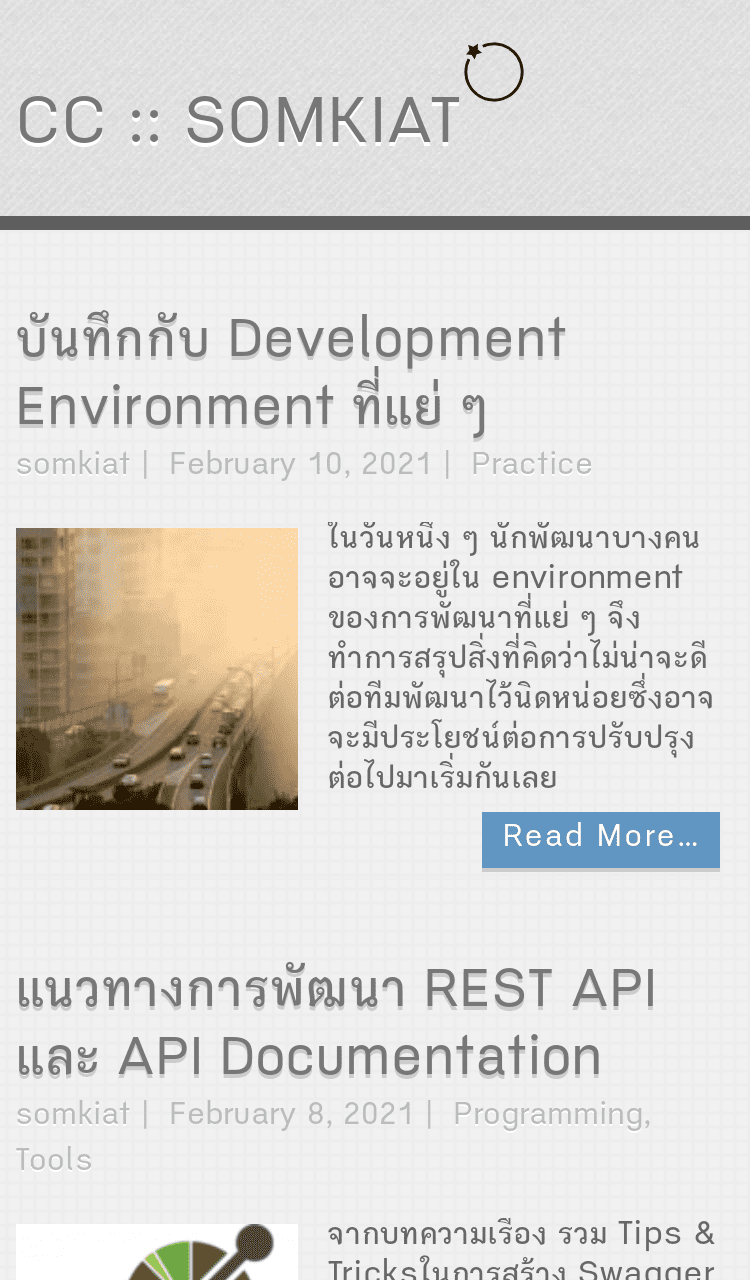 CC :: SOMKIAT
บันทึกกับ Development
Environment ที่แย่ ๆ
somkiat | February 10, 2021 | Practice
ในวันหนึ่ง ๆ นักพัฒนาบางคน
อาจจะอยู่ใน environment
ของการพัฒนาที่แย่ ๆ จึง
ทำการสรุปสิ่งที่คิดว่าไม่น่าจะดี
ต่อทีมพัฒนาไว้นิดหน่อยซึ่งอาจ
จะมีประโยชน์ต่อการปรับปรุง
ต่อไปมาเริ่มกันเลย
Read More...
แนวทางการพัฒนา REST API
และ API Documentation
somkiat | February 8, 2021 | Programming,
Tools
จากบทความเรื่อง รวม Tips &
Tricksในการสร้าง Swagger